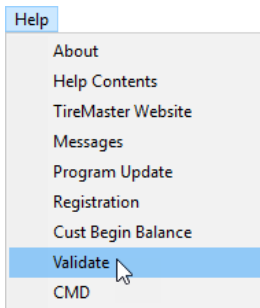 Help
About
Help Contents
TireMaster Website
Messages
Program Update
Registration
Cust Begin Balance
Validate
CMD